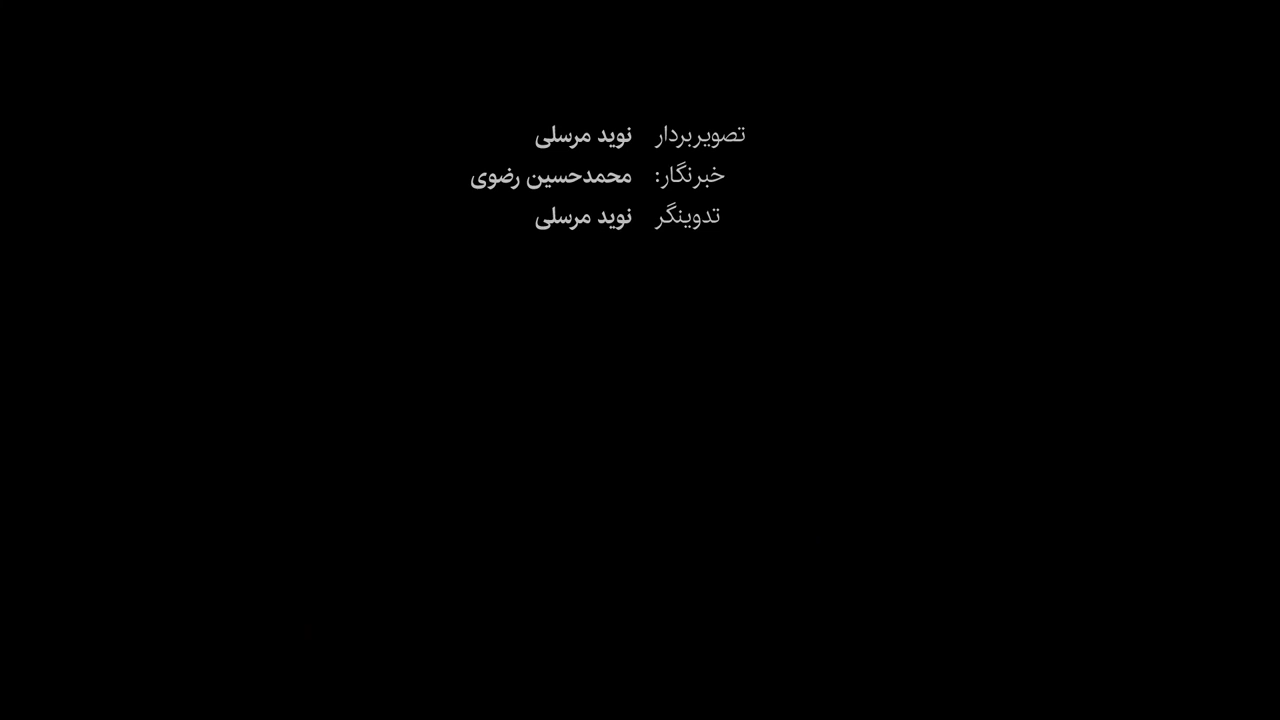 تصویربردار نوید مرسلی
خبرنگار: محمدحسین رضوی
تدوینگر نوید مرسلی